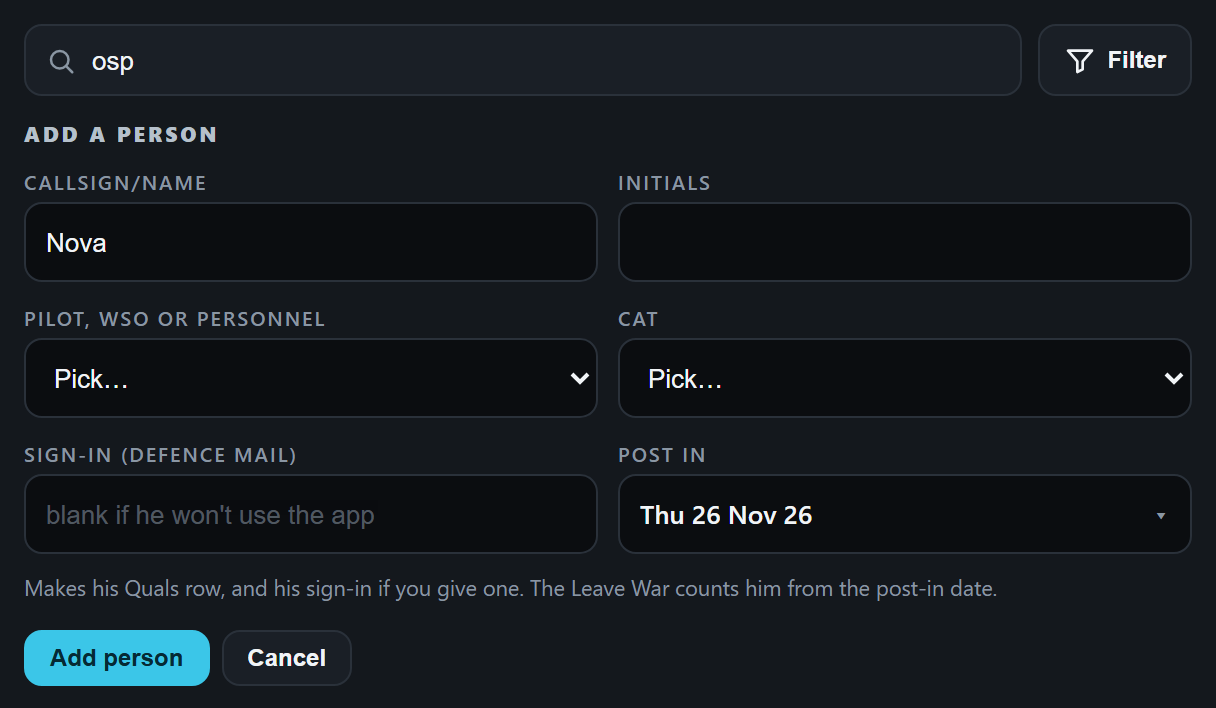 osp
Filter
ADD A PERSON
CALLSIGN/NAME
INITIALS
Nova
PILOT, WSO OR PERSONNEL
CAT
Pick…
Pick…
SIGN-IN (DEFENCE MAIL)
POST IN
blank if he won't use the app
Thu 26 Nov 26
Makes his Quals row, and his sign-in if you give one. The Leave War counts him from the post-in date.
Add person
Cancel